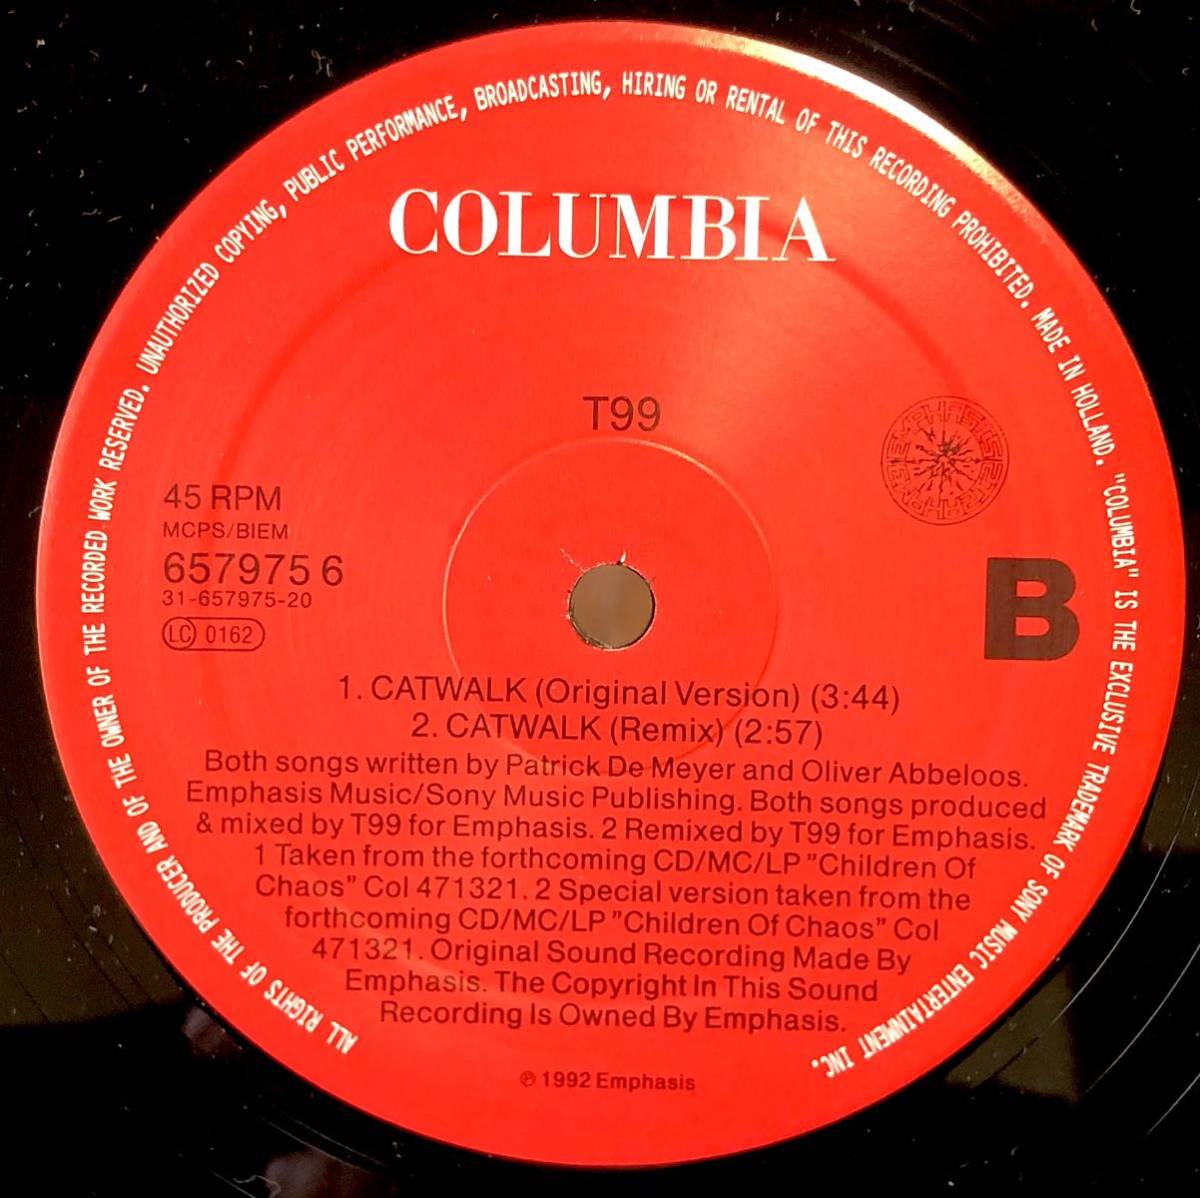 ALL RIGHTS OF THE PRODUCER AND OF THE OWNER OF THE RECORDED WORK RESERVED. UNAUTHORIZED COPYING, PUBLIC PERFORMANCE, BROADCASTING, HIRING OR RENTAL OF THIS RECORDING PROHIBITED. MADE IN HOLLAND. "COLUMBIA" IS THE EXCLUSIVE TRADEMARK OF SONY MUSIC ENTERTAINMENT INC.
COLUMBIA
T99
EMPHASIS
45 RPM
MCPS/BIEM
657975 6
31-657975-20
LC 0162
B
1. CATWALK (Original Version) (3:44)
2. CATWALK (Remix) (2:57)
Both songs written by Patrick De Meyer and Oliver Abbeloos.
Emphasis Music/Sony Music Publishing. Both songs produced
& mixed by T99 for Emphasis. 2 Remixed by T99 for Emphasis.
1 Taken from the forthcoming CD/MC/LP "Children Of
Chaos" Col 471321. 2 Special version taken from the
forthcoming CD/MC/LP "Children Of Chaos" Col
471321. Original Sound Recording Made By
Emphasis. The Copyright In This Sound
Recording Is Owned By Emphasis.
℗ 1992 Emphasis